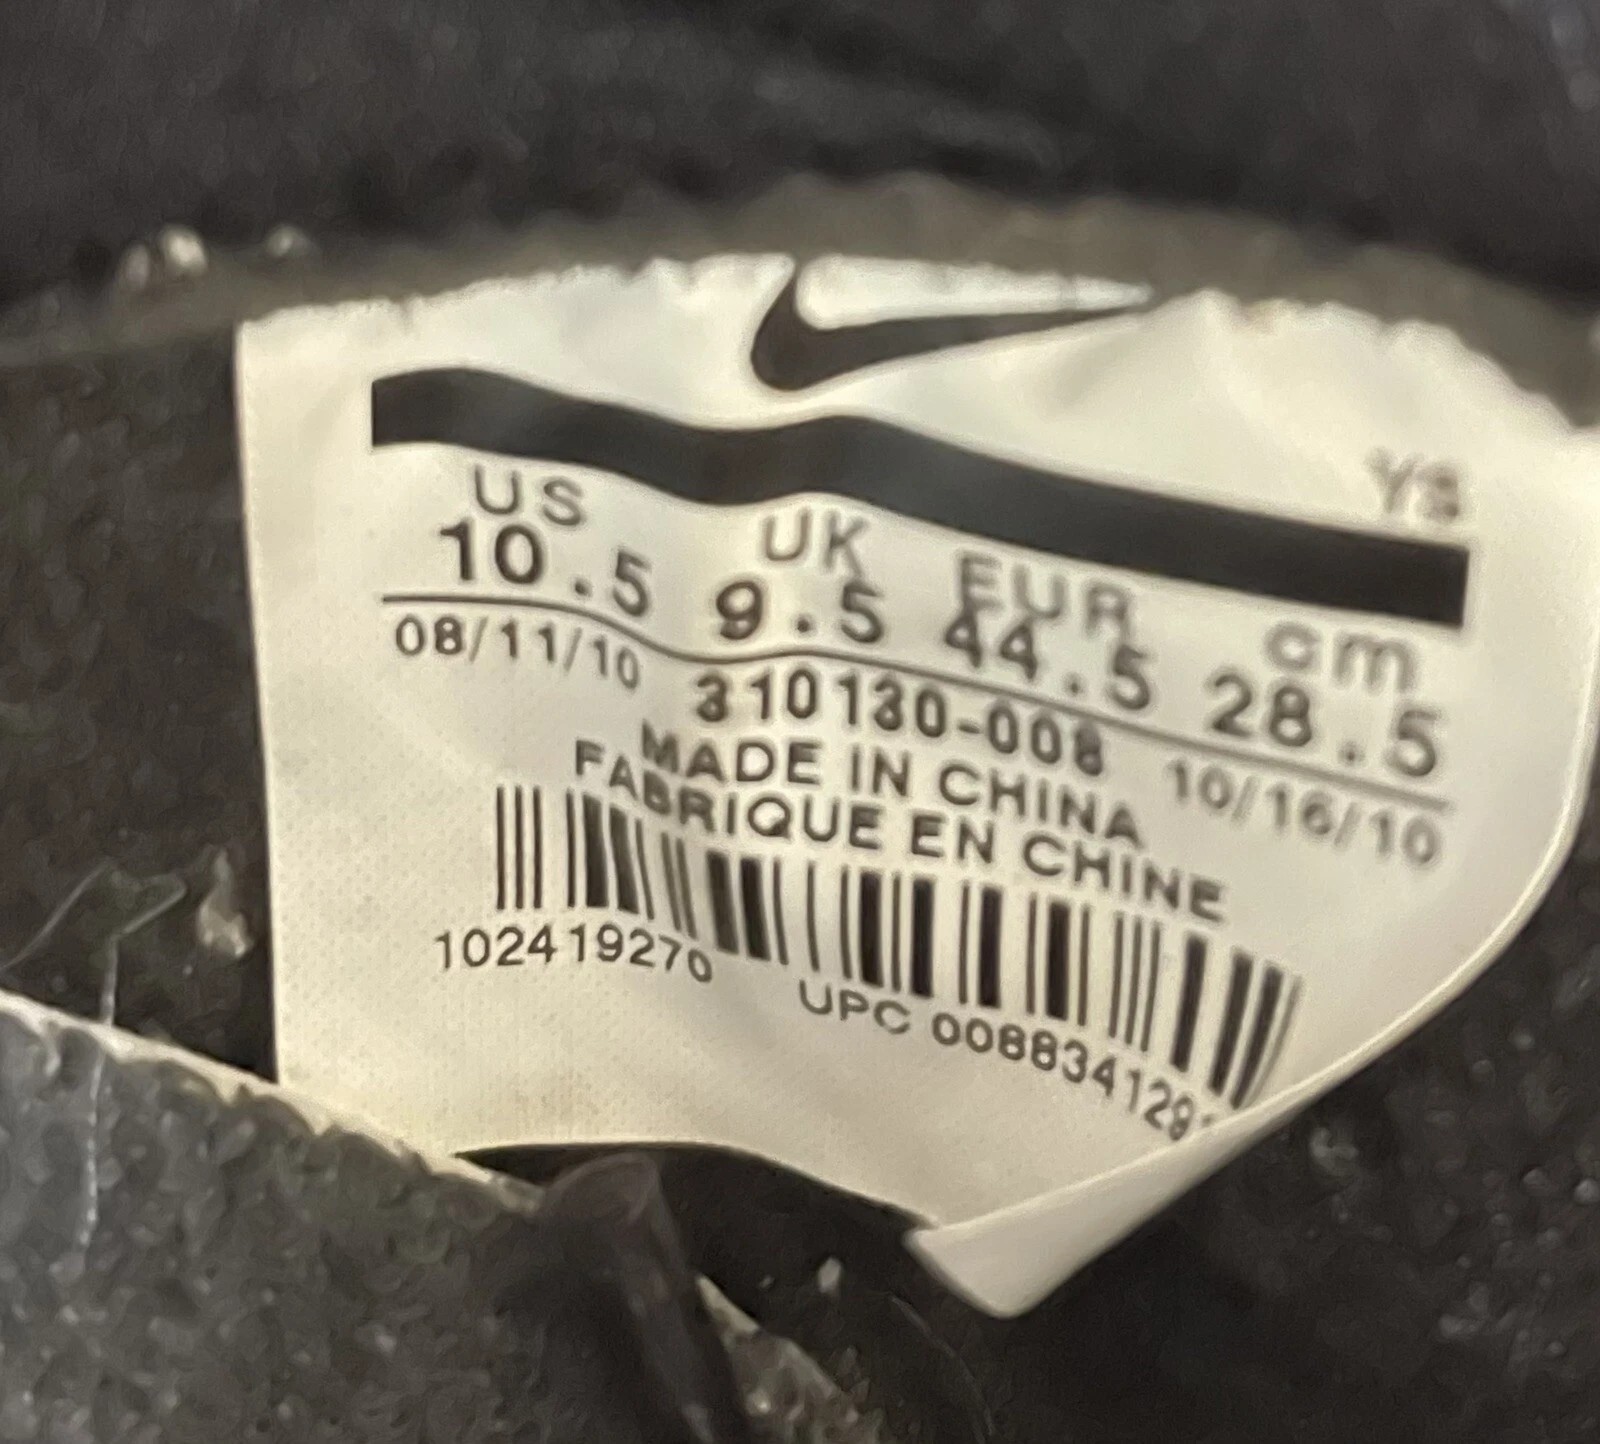 YS
US UK EUR cm
10.5 9.5 44.5 28.5
08/11/10 310130-008 10/16/10
MADE IN CHINA
FABRIQUE EN CHINE
102419270 UPC 008834129